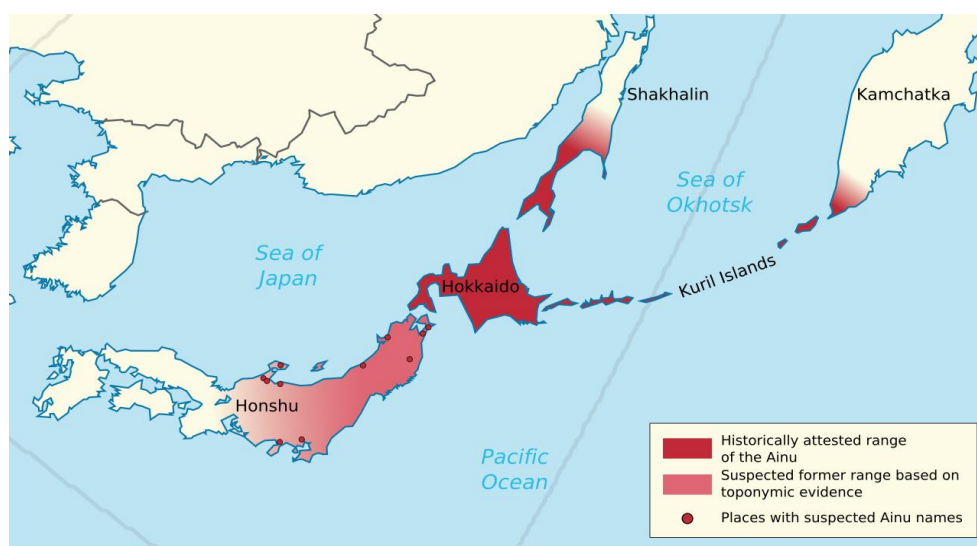 Shakhalin
Kamchatka
Sea of
Okhotsk
Sea of
Japan
Kuril Islands
Hokkaido
Honshu
Pacific
Ocean
Historically attested range
of the Ainu
Suspected former range based on
toponymic evidence
Places with suspected Ainu names